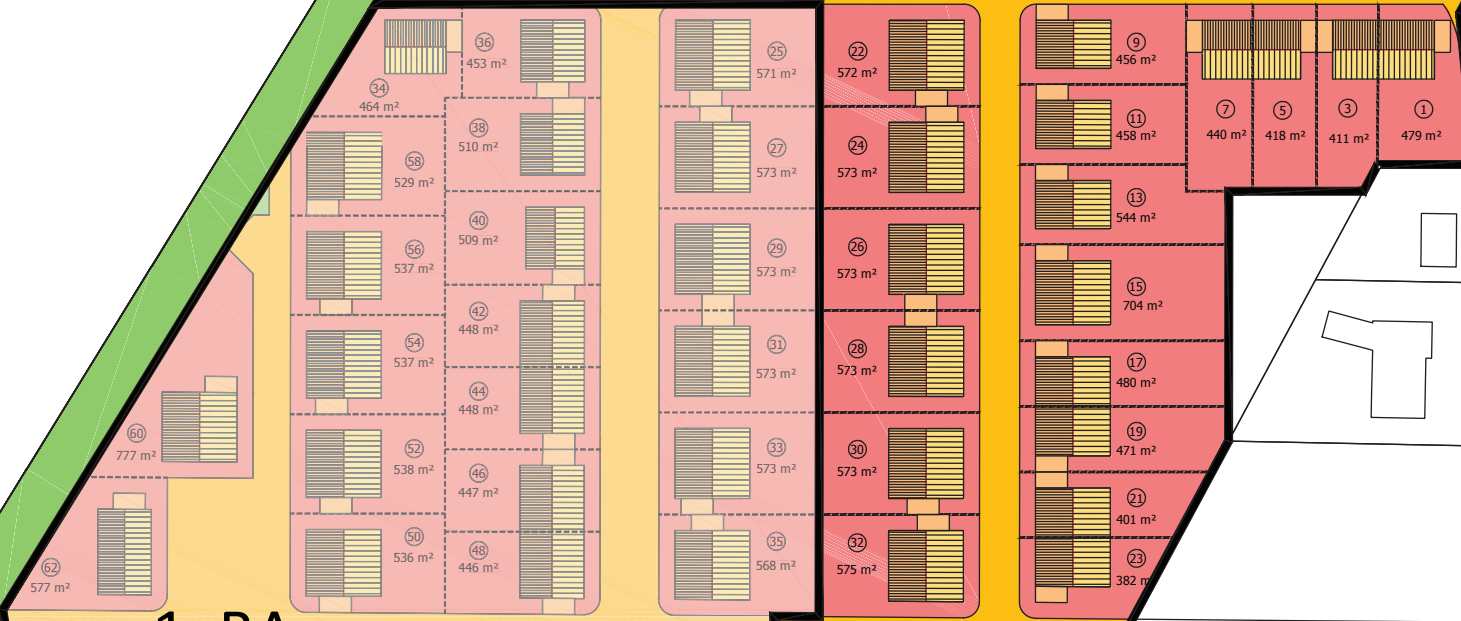 36
453 m²
34
464 m²
38
510 m²
58
529 m²
40
509 m²
56
537 m²
42
448 m²
54
537 m²
44
448 m²
60
777 m²
52
538 m²
46
447 m²
50
536 m²
48
446 m²
62
577 m²
25
571 m²
27
573 m²
29
573 m²
31
573 m²
33
573 m²
35
568 m²
22
572 m²
24
573 m²
26
573 m²
28
573 m²
30
573 m²
32
575 m²
9
456 m²
11
458 m²
13
544 m²
15
704 m²
17
480 m²
19
471 m²
21
401 m²
23
382 m
7
440 m²
5
418 m²
3
411 m²
1
479 m²